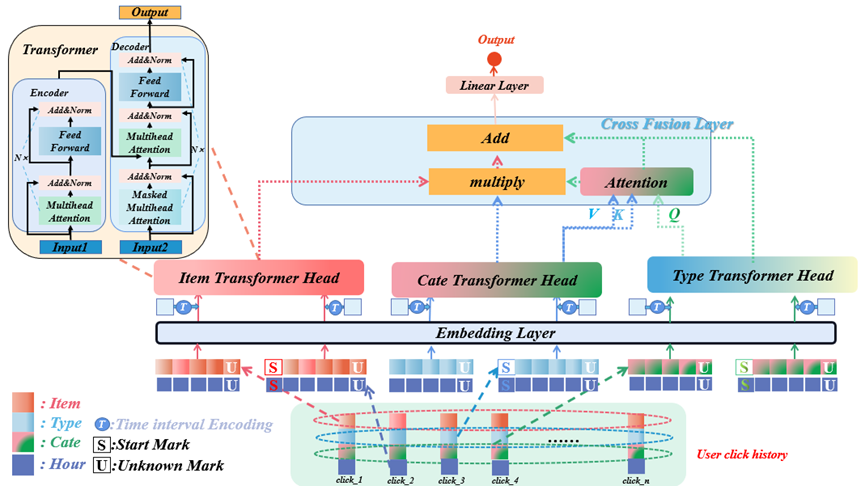 Output
Transformer
Decoder
Add&Norm
Feed
Forward
Add&Norm
Multihead
Attention
Add&Norm
Masked
Multihead
Attention
Input2
N×
Encoder
Add&Norm
Feed
Forward
N×
Add&Norm
Multihead
Attention
Input1
Output
Linear Layer
Cross Fusion Layer
Add
multiply
Attention
V K Q
Item Transformer Head
Cate Transformer Head
Type Transformer Head
T T T T T T
Embedding Layer
U S U U S U U S U
U S U U S U U S U
: Item
: Type
: Cate
: Hour
T :Time interval Encoding
S :Start Mark
U :Unknown Mark
......
click_1 click_2 click_3 click_4 click_n
User click history